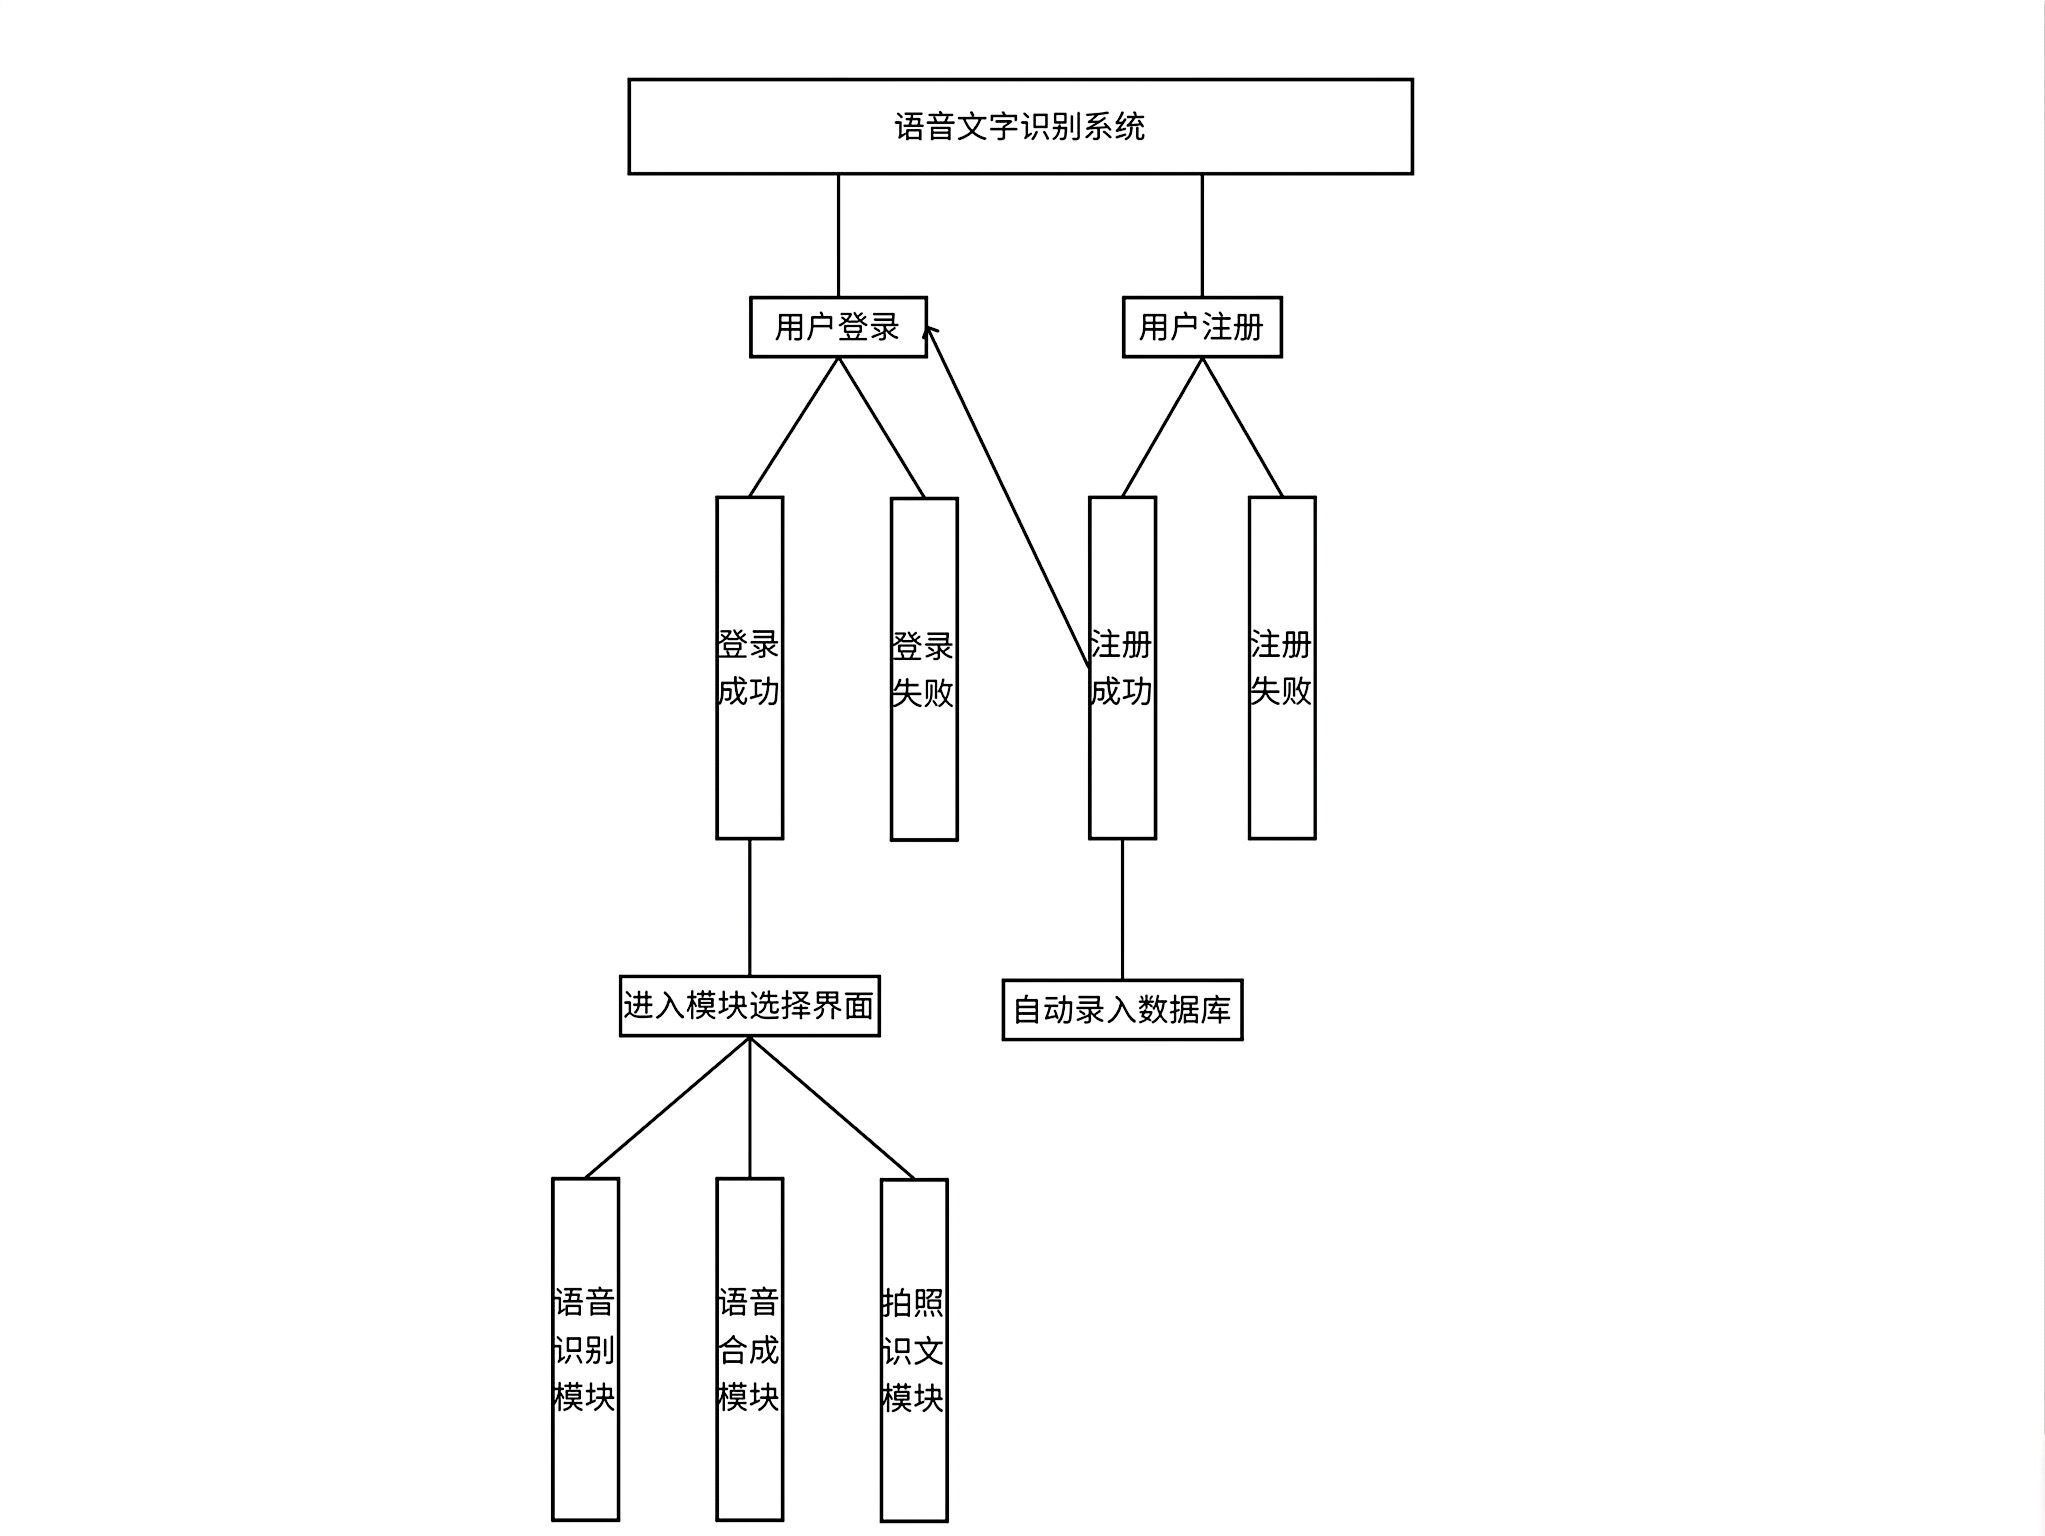 语音文字识别系统
用户登录
用户注册
登录
成功
登录
失败
注册
成功
注册
失败
进入模块选择界面
自动录入数据库
语音
识别
模块
语音
合成
模块
拍照
识文
模块